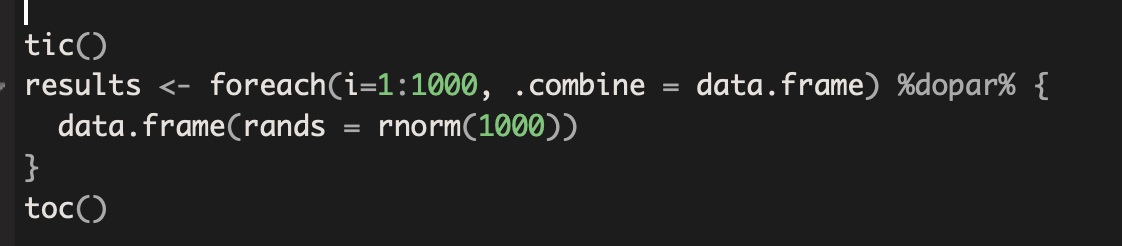 tic()
results <- foreach(i=1:1000, .combine = data.frame) %dopar% {
  data.frame(rands = rnorm(1000))
}
toc()